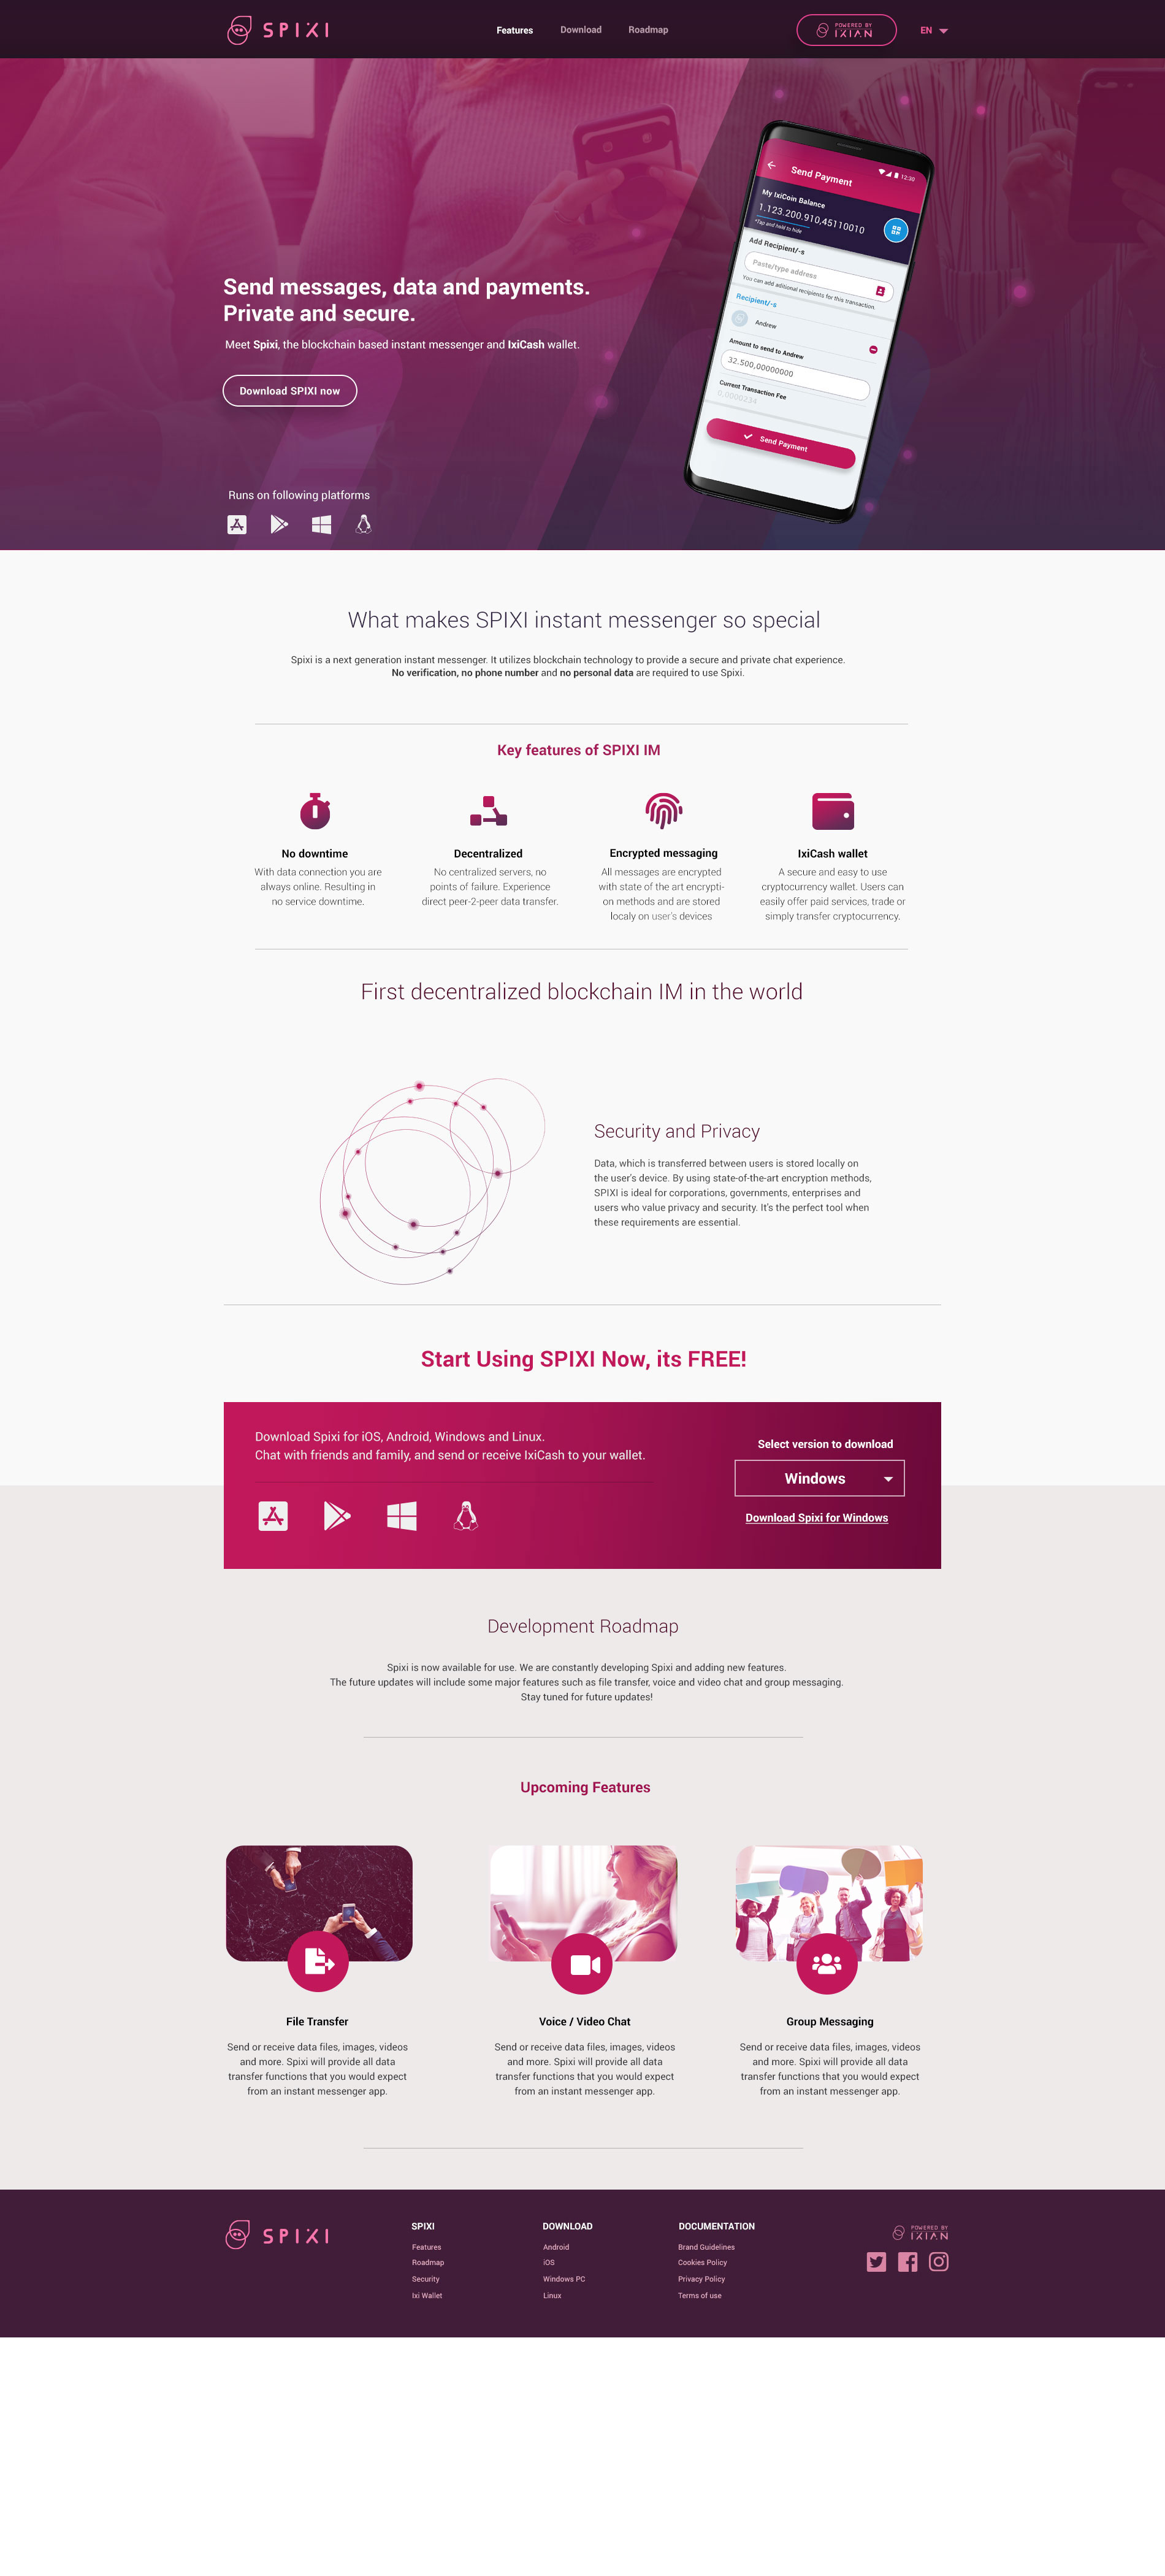 SPIXI
Features
Download
Roadmap
POWERED BY
IXIAN
EN
Send messages, data and payments.
Private and secure.
Meet Spixi, the blockchain based instant messenger and IxiCash wallet.
Download SPIXI now
Runs on following platforms
12:30
Send Payment
My IxiCoin Balance
1.123.200.910,45110010
*Tap and hold to hide
Add Recipient/-s
Paste/type address
You can add aditional recipients for this transaction.
Recipient/-s
Andrew
Amount to send to Andrew
32.500,00000000
Current Transaction Fee
0,0000234
Send Payment
What makes SPIXI instant messenger so special
Spixi is a next generation instant messenger. It utilizes blockchain technology to provide a secure and private chat experience.
No verification, no phone number and no personal data are required to use Spixi.
Key features of SPIXI IM
No downtime
With data connection you are
always online. Resulting in
no service downtime.
Decentralized
No centralized servers, no
points of failure. Experience
direct peer-2-peer data transfer.
Encrypted messaging
All messages are encrypted
with state of the art encrypti-
on methods and are stored
localy on user's devices
IxiCash wallet
A secure and easy to use
cryptocurrency wallet. Users can
easily offer paid services, trade or
simply transfer cryptocurrency.
First decentralized blockchain IM in the world
Security and Privacy
Data, which is transferred between users is stored locally on
the user's device. By using state-of-the-art encryption methods,
SPIXI is ideal for corporations, governments, enterprises and
users who value privacy and security. It's the perfect tool when
these requirements are essential.
Start Using SPIXI Now, its FREE!
Download Spixi for iOS, Android, Windows and Linux.
Chat with friends and family, and send or receive IxiCash to your wallet.
Select version to download
Windows
Download Spixi for Windows
Development Roadmap
Spixi is now available for use. We are constantly developing Spixi and adding new features.
The future updates will include some major features such as file transfer, voice and video chat and group messaging.
Stay tuned for future updates!
Upcoming Features
File Transfer
Send or receive data files, images, videos
and more. Spixi will provide all data
transfer functions that you would expect
from an instant messenger app.
Voice / Video Chat
Send or receive data files, images, videos
and more. Spixi will provide all data
transfer functions that you would expect
from an instant messenger app.
Group Messaging
Send or receive data files, images, videos
and more. Spixi will provide all data
transfer functions that you would expect
from an instant messenger app.
SPIXI
SPIXI
Features
Roadmap
Security
Ixi Wallet
DOWNLOAD
Android
iOS
Windows PC
Linux
DOCUMENTATION
Brand Guidelines
Cookies Policy
Privacy Policy
Terms of use
POWERED BY
IXIAN